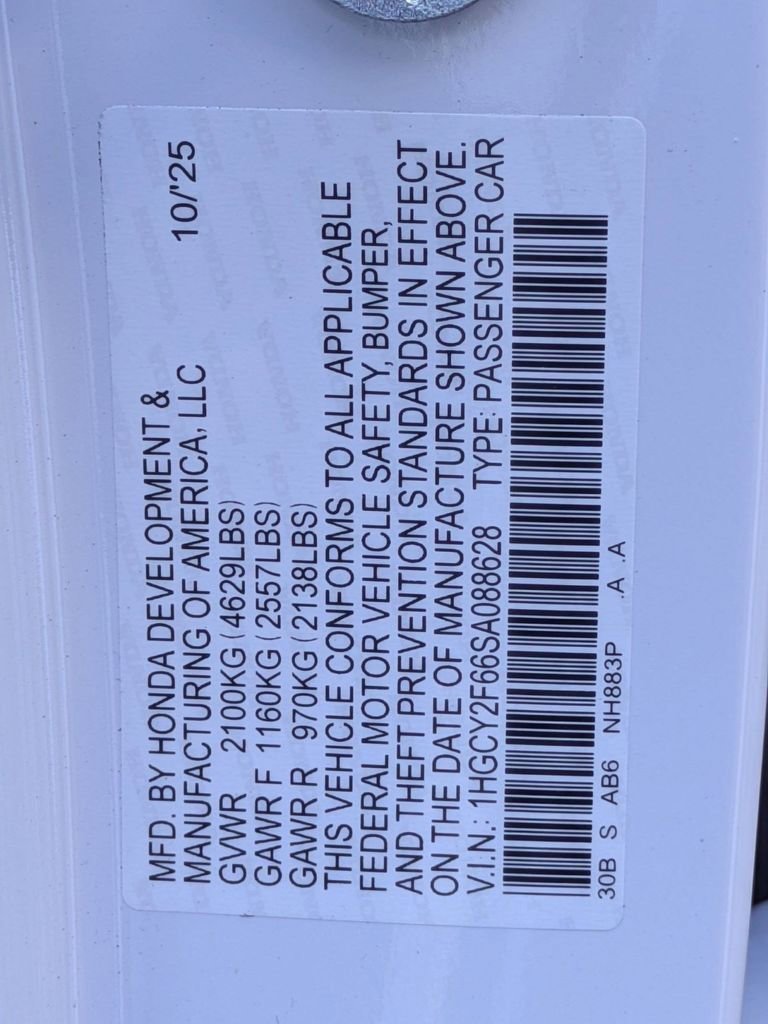 MFD. BY HONDA DEVELOPMENT &
MANUFACTURING OF AMERICA, LLC 10/'25
GVWR 2100KG (4629LBS)
GAWR F 1160KG (2557LBS)
GAWR R 970KG (2138LBS)
THIS VEHICLE CONFORMS TO ALL APPLICABLE
FEDERAL MOTOR VEHICLE SAFETY, BUMPER,
AND THEFT PREVENTION STANDARDS IN EFFECT
ON THE DATE OF MANUFACTURE SHOWN ABOVE.
V.I.N.: 1HGCY2F66SA088628 TYPE: PASSENGER CAR
30B S AB6 NH883P .A .A